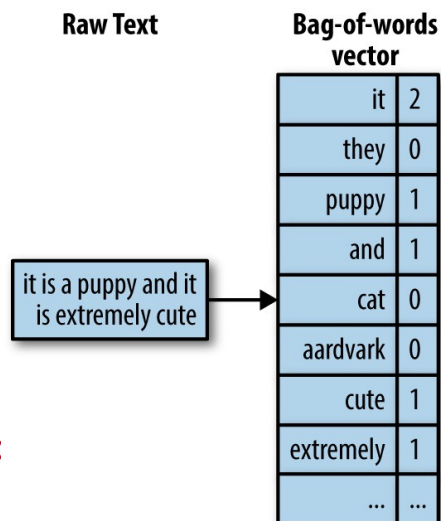 Raw Text
Bag-of-words
vector
it is a puppy and it
is extremely cute
it 2
they 0
puppy 1
and 1
cat 0
aardvark 0
cute 1
extremely 1
... ...
: